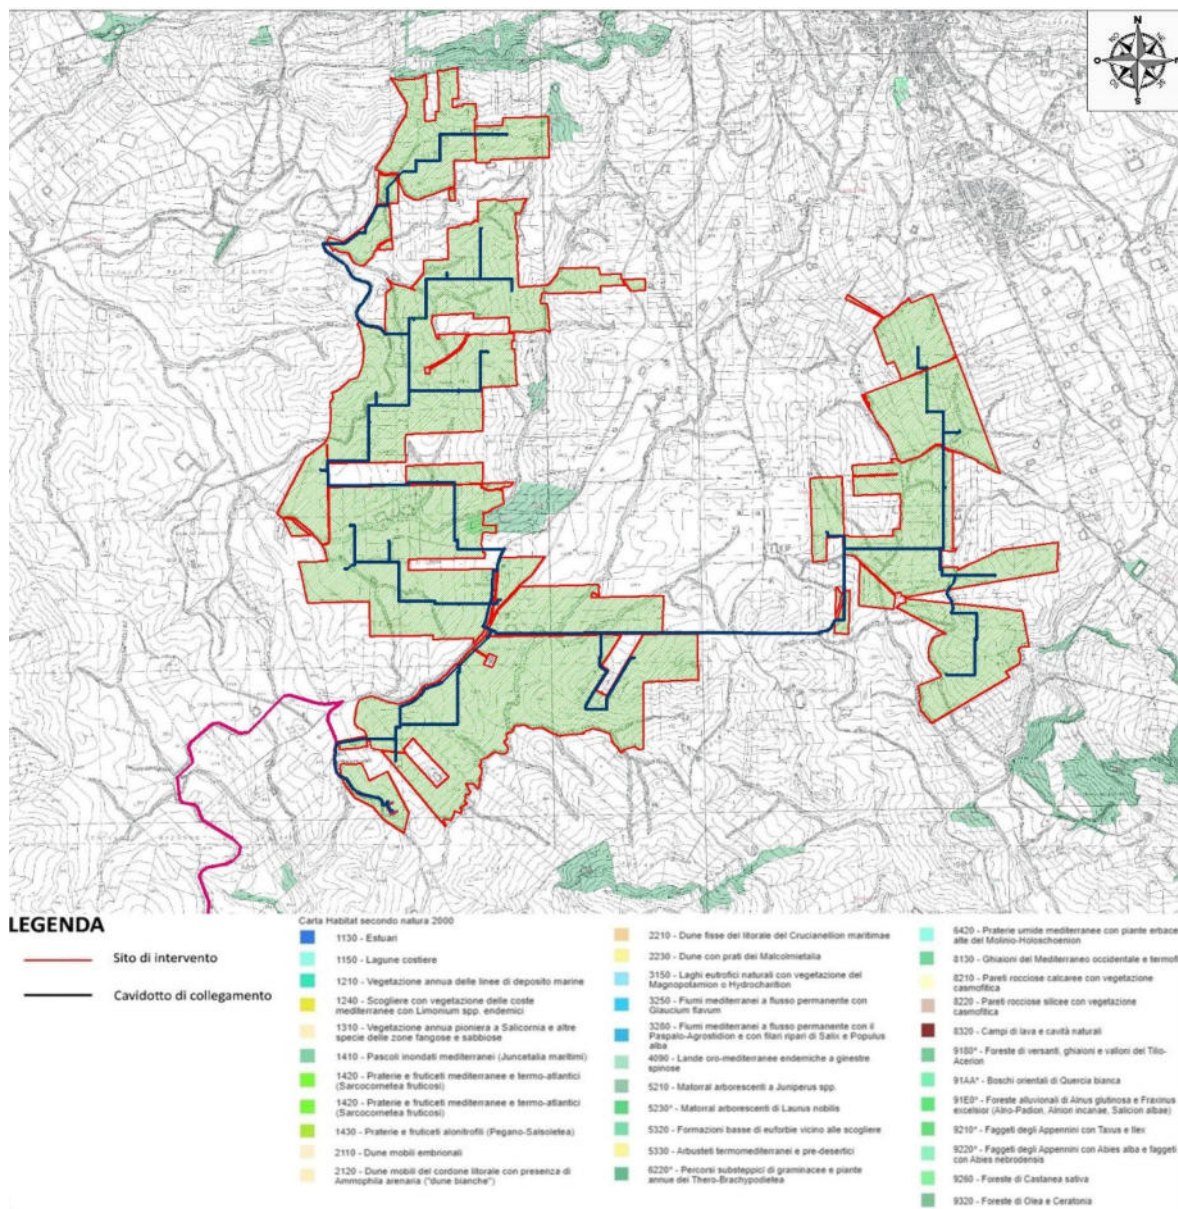 N
NO
NE
O
SO
SE
S
LEGENDA
Sito di intervento
Cavidotto di collegamento
Carta Habitat secondo natura 2000
1130 - Estuari
1150 - Lagune costiere
1210 - Vegetazione annua delle linee di deposito marine
1240 - Scogliere con vegetazione delle coste
mediterranee con Limonium spp. endemici
1310 - Vegetazione annua pioniera a Salicornia e altre
specie delle zone fangose e sabbiose
1410 - Pascoli inondati mediterranei (Juncetalia maritimi)
1420 - Praterie e fruticeti mediterranee e termo-atlantici
(Sarcocornetea fruticosi)
1420 - Praterie e fruticeti mediterranee e termo-atlantici
(Sarcocornetea fruticosi)
1430 - Praterie e fruticeti alonitrofili (Pegano-Salsoletea)
2110 - Dune mobili embrionali
2120 - Dune mobili del cordone litorale con presenza di
Ammophila arenaria ("dune bianche")
2210 - Dune fisse del litorale del Crucianellion maritimae
2230 - Dune con prati dei Malcolmietalia
3150 - Laghi eutrofici naturali con vegetazione del
Magnopotamion o Hydrocharition
3250 - Fiumi mediterranei a flusso permanente con
Glaucium flavum
3280 - Fiumi mediterranei a flusso permanente con il
Paspalo-Agrostidion e con filari ripari di Salix e Populus
alba
4090 - Lande oro-mediterranee endemiche a ginestre
spinose
5210 - Matorral arborescenti a Juniperus spp.
5230* - Matorral arborescenti di Laurus nobilis
5320 - Formazioni basse di euforbie vicino alle scogliere
5330 - Arbusteti termomediterranei e pre-desertici
6220* - Percorsi substeppici di graminacee e piante
annue dei Thero-Brachypodietea
6420 - Praterie umide mediterranee con piante erbace
alte del Molinio-Holoschoenion
8130 - Ghiaioni del Mediterraneo occidentale e termofi
8210 - Pareti rocciose calcaree con vegetazione
casmofitica
8220 - Pareti rocciose silicee con vegetazione
casmofitica
8320 - Campi di lava e cavità naturali
9180* - Foreste di versanti, ghiaioni e valloni del Tilio-
Acerion
91AA* - Boschi orientali di Quercia bianca
91E0* - Foreste alluvionali di Alnus glutinosa e Fraxinus
excelsior (Alno-Padion, Alnion incanae, Salicion albae)
9210* - Faggeti degli Appennini con Taxus e Ilex
9220* - Faggeti degli Appennini con Abies alba e faggeti
con Abies nebrodensis
9260 - Foreste di Castanea sativa
9320 - Foreste di Olea e Ceratonia